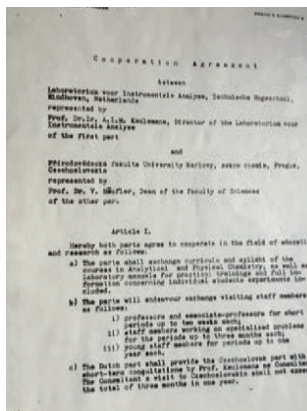 Cooperation Agreement
between
Laboratorium voor Instrumentele Analyse, Technische Hogeschool,
Eindhoven, Netherlands
represented by
Prof. Dr.Ir. A.I.M. Keulemans, Director of the Laboratorium voor
Instrumentele Analyse
of the first part
and
Přírodovědecká fakulta University Karlovy, Prague,
Czechoslovakia
represented by
Prof. Dr. V. Häufler, Dean of the Faculty of Sciences
of the other part.
Article I.
Hereby both parts agree to cooperate in the field of
and research as follows:
a) The parts shall exchange curricula and syllabi of the
courses in Analytical and Physical Chemistry, as well as
laboratory manuals for practical trainings and full in-
formation concerning individual students experiments in-
cluded.
b) The parts will endeavour exchange visiting staff members
as follows:
i) professors and associate-professors for short
periods up to two weeks each;
ii) staff members working on specialized problems
for the periods up to three months each;
iii) young staff members for periods up to one
year each.
c) The Dutch part shall provide the Czechoslovak part with
short-term consultations by Prof. Keulemans as Consultant.
The Consultant's visit to Czechoslovakia shall not exceed
the total of three months in one year.